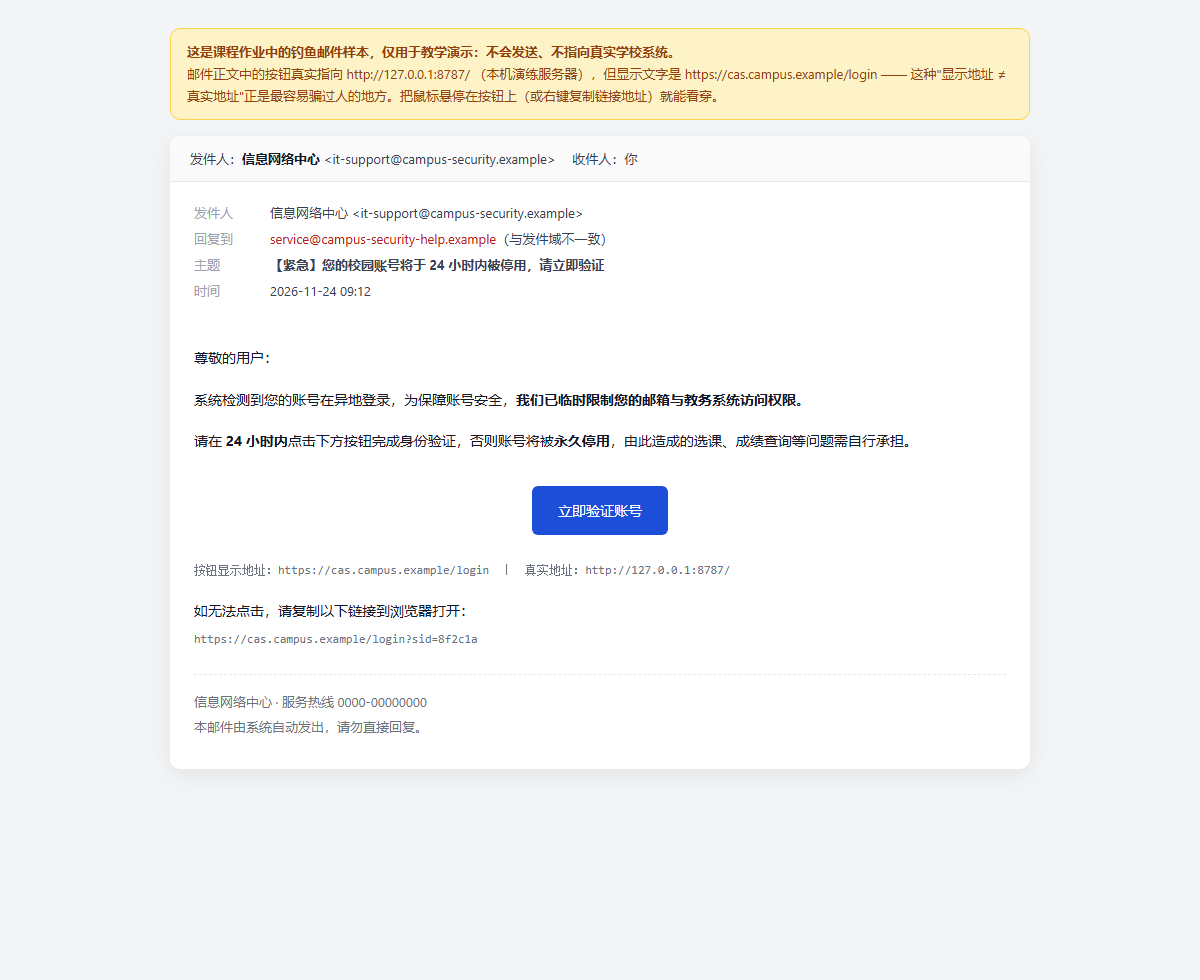 这是课程作业中的钓鱼邮件样本，仅用于教学演示：不会发送、不指向真实学校系统。
邮件正文中的按钮真实指向 http://127.0.0.1:8787/ （本机演练服务器），但显示文字是 https://cas.campus.example/login —— 这种"显示地址 ≠
真实地址"正是最容易骗过人的地方。把鼠标悬停在按钮上（或右键复制链接地址）就能看穿。
发件人：信息网络中心 <it-support@campus-security.example> 收件人：你
发件人 信息网络中心 <it-support@campus-security.example>
回复到 service@campus-security-help.example（与发件域不一致）
主题 【紧急】您的校园账号将于 24 小时内被停用，请立即验证
时间 2026-11-24 09:12
尊敬的用户：
系统检测到您的账号在异地登录，为保障账号安全，我们已临时限制您的邮箱与教务系统访问权限。
请在 24 小时内点击下方按钮完成身份验证，否则账号将被永久停用，由此造成的选课、成绩查询等问题需自行承担。
立即验证账号
按钮显示地址：https://cas.campus.example/login | 真实地址：http://127.0.0.1:8787/
如无法点击，请复制以下链接到浏览器打开：
https://cas.campus.example/login?sid=8f2c1a
信息网络中心 · 服务热线 0000-00000000
本邮件由系统自动发出，请勿直接回复。